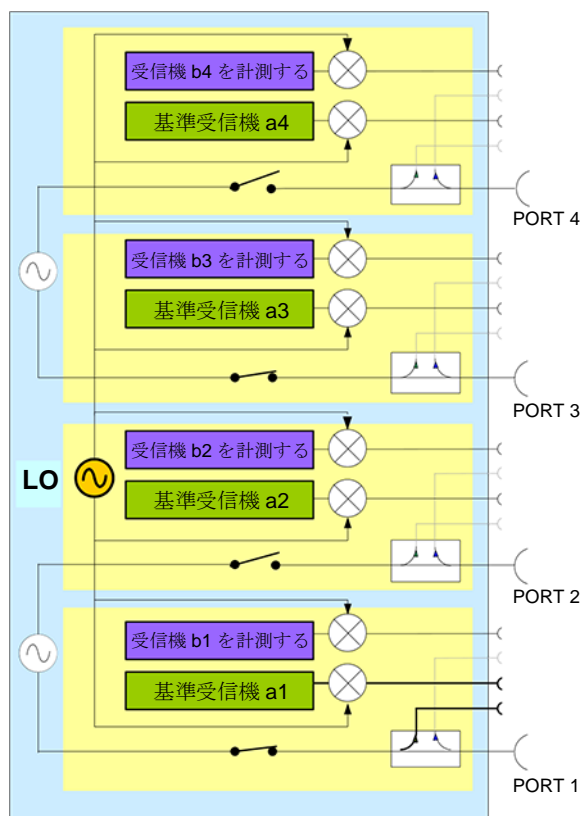 受信機 b4 を計測する
基準受信機 a4
PORT 4
受信機 b3 を計測する
基準受信機 a3
PORT 3
受信機 b2 を計測する
LO
基準受信機 a2
PORT 2
受信機 b1 を計測する
基準受信機 a1
PORT 1